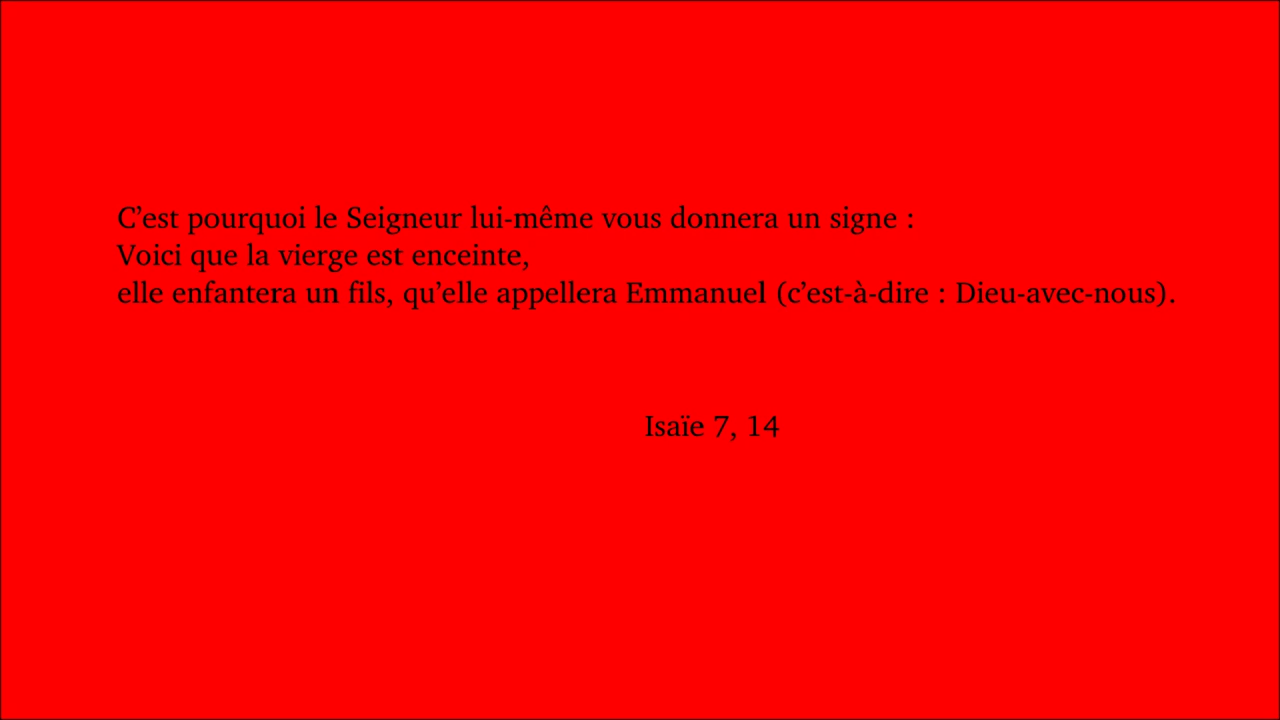 C’est pourquoi le Seigneur lui-même vous donnera un signe :
Voici que la vierge est enceinte,
elle enfantera un fils, qu’elle appellera Emmanuel (c’est-à-dire : Dieu-avec-nous).
Isaïe 7, 14